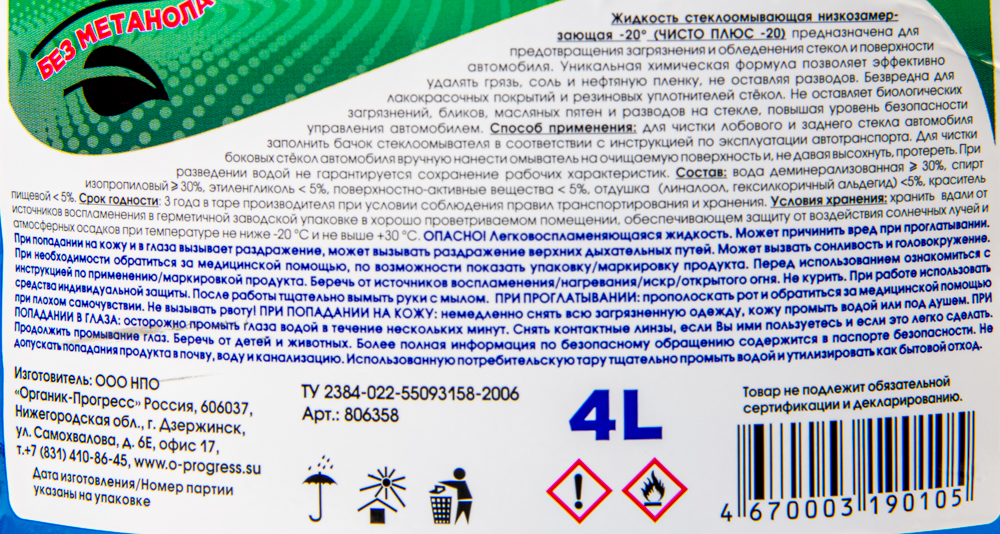 БЕЗ МЕТАНОЛА
Жидкость стеклоомывающая низкозамер-
зающая -20° (ЧИСТО ПЛЮС -20) предназначена для
предотвращения загрязнения и обледенения стекол и поверхности
автомобиля. Уникальная химическая формула позволяет эффективно
удалять грязь, соль и нефтяную пленку, не оставляя разводов. Безвредна для
лакокрасочных покрытий и резиновых уплотнителей стёкол. Не оставляет биологических
загрязнений, бликов, масляных пятен и разводов на стекле, повышая уровень безопасности
управления автомобилем. Способ применения: для чистки лобового и заднего стекла автомобиля
заполнить бачок стеклоомывателя в соответствии с инструкцией по эксплуатации автотранспорта. Для чистки
боковых стёкол автомобиля вручную нанести омыватель на очищаемую поверхность и, не давая высохнуть, протереть. При
разведении водой не гарантируется сохранение рабочих характеристик. Состав: вода деминерализованная ⩾ 30%, спирт
изопропиловый ⩾ 30%, этиленгликоль < 5%, поверхностно-активные вещества < 5%, отдушка (линалоол, гексилкоричный альдегид) <5%, краситель
пищевой < 5%. Срок годности: 3 года в таре производителя при условии соблюдения правил транспортирования и хранения. Условия хранения: хранить вдали от
источников воспламенения в герметичной заводской упаковке в хорошо проветриваемом помещении, обеспечивающем защиту от воздействия солнечных лучей и
атмосферных осадков при температуре не ниже -20 °С и не выше +30 °С. ОПАСНО! Легковоспламеняющаяся жидкость. Может причинить вред при проглатывании.
При попадании на кожу и в глаза вызывает раздражение, может вызывать раздражение верхних дыхательных путей. Может вызвать сонливость и головокружение.
При необходимости обратиться за медицинской помощью, по возможности показать упаковку/маркировку продукта. Перед использованием ознакомиться с
инструкцией по применению/маркировкой продукта. Беречь от источников воспламенения/нагревания/искр/открытого огня. Не курить. При работе использовать
средства индивидуальной защиты. После работы тщательно вымыть руки с мылом. ПРИ ПРОГЛАТЫВАНИИ: прополоскать рот и обратиться за медицинской помощью
при плохом самочувствии. Не вызывать рвоту! ПРИ ПОПАДАНИИ НА КОЖУ: немедленно снять всю загрязненную одежду, кожу промыть водой или под душем. ПРИ
ПОПАДАНИИ В ГЛАЗА: осторожно промыть глаза водой в течение нескольких минут. Снять контактные линзы, если Вы ими пользуетесь и если это легко сделать.
Продолжить промывание глаз. Беречь от детей и животных. Более полная информация по безопасному обращению содержится в паспорте безопасности. Не
допускать попадания продукта в почву, воду и канализацию. Использованную потребительскую тару тщательно промыть водой и утилизировать как бытовой отход.
Изготовитель: ООО НПО
«Органик-Прогресс» Россия, 606037,
Нижегородская обл., г. Дзержинск,
ул. Самохвалова, д. 6Е, офис 17,
т.+7 (831) 410-86-45, www.o-progress.su
Дата изготовления/Номер партии
указаны на упаковке
ТУ 2384-022-55093158-2006
Арт.: 806358
4L
Товар не подлежит обязательной
сертификации и декларированию.
4 670003 190105